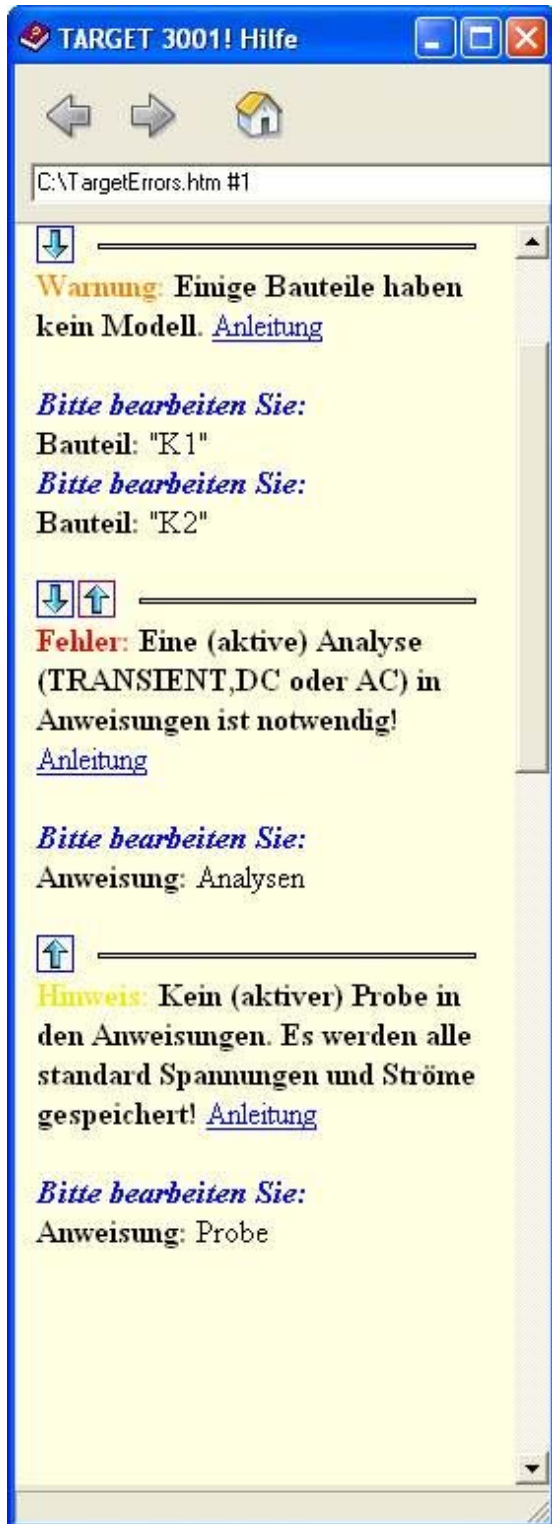 TARGET 3001! Hilfe
C:\TargetErrors.htm #1
Warnung: Einige Bauteile haben
kein Modell. Anleitung
Bitte bearbeiten Sie:
Bauteil: "K1"
Bitte bearbeiten Sie:
Bauteil: "K2"
Fehler: Eine (aktive) Analyse
(TRANSIENT,DC oder AC) in
Anweisungen ist notwendig!
Anleitung
Bitte bearbeiten Sie:
Anweisung: Analysen
Hinweis: Kein (aktiver) Probe in
den Anweisungen. Es werden alle
standard Spannungen und Ströme
gespeichert! Anleitung
Bitte bearbeiten Sie:
Anweisung: Probe